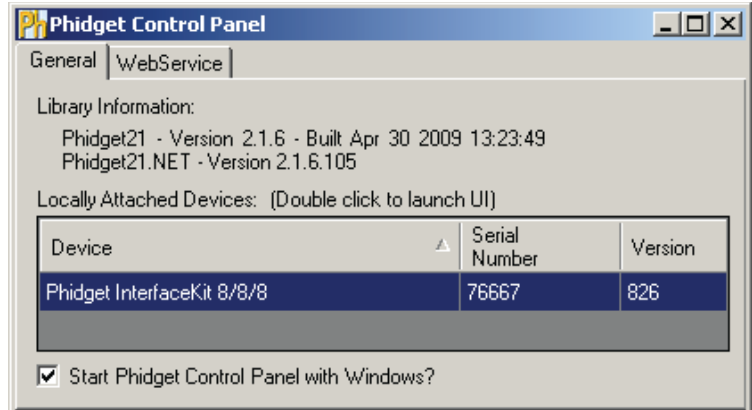 Ph Phidget Control Panel
General WebService
Library Information:
Phidget21 - Version 2.1.6 - Built Apr 30 2009 13:23:49
Phidget21.NET - Version 2.1.6.105
Locally Attached Devices: (Double click to launch UI)
Device Serial Number Version
Phidget InterfaceKit 8/8/8 76667 826
Start Phidget Control Panel with Windows?